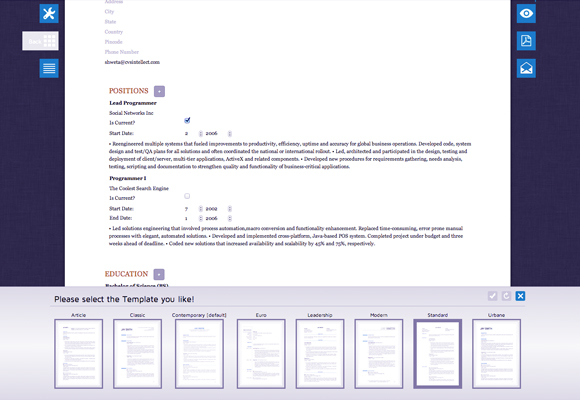 Address
City
State
Country
Pincode
Phone Number
shweta@cvsintellect.com
POSITIONS +
Lead Programmer
Social Networks Inc
Is Current?
Start Date: 2 2006
• Reengineered multiple systems that fueled improvements to productivity, efficiency, uptime and accuracy for global business operations. Developed code, system
design and test/QA plans for all solutions and often coordinated the national or international rollout. • Led, architected and participated in the design, testing and
deployment of client/server, multi-tier applications, ActiveX and related components. • Developed new procedures for requirements gathering, needs analysis,
testing, scripting and documentation to strengthen quality and functionality of business-critical applications.
Programmer I
The Coolest Search Engine
Is Current?
Start Date: 7 2002
End Date: 1 2006
• Led solutions engineering that involved process automation,macro conversion and functionality enhancement. Replaced time-consuming, error prone manual
processes with elegant, automated solutions. • Developed and implemented cross-platform, Java-based POS system. Completed project under budget and three
weeks ahead of deadline. • Coded new solutions that increased availability and scalability by 45% and 75%, respectively.
EDUCATION +
Bachelor of Science (BS)
Please select the Template you like!
Article Classic Contemporary [default] Euro Leadership Modern Standard Urbane